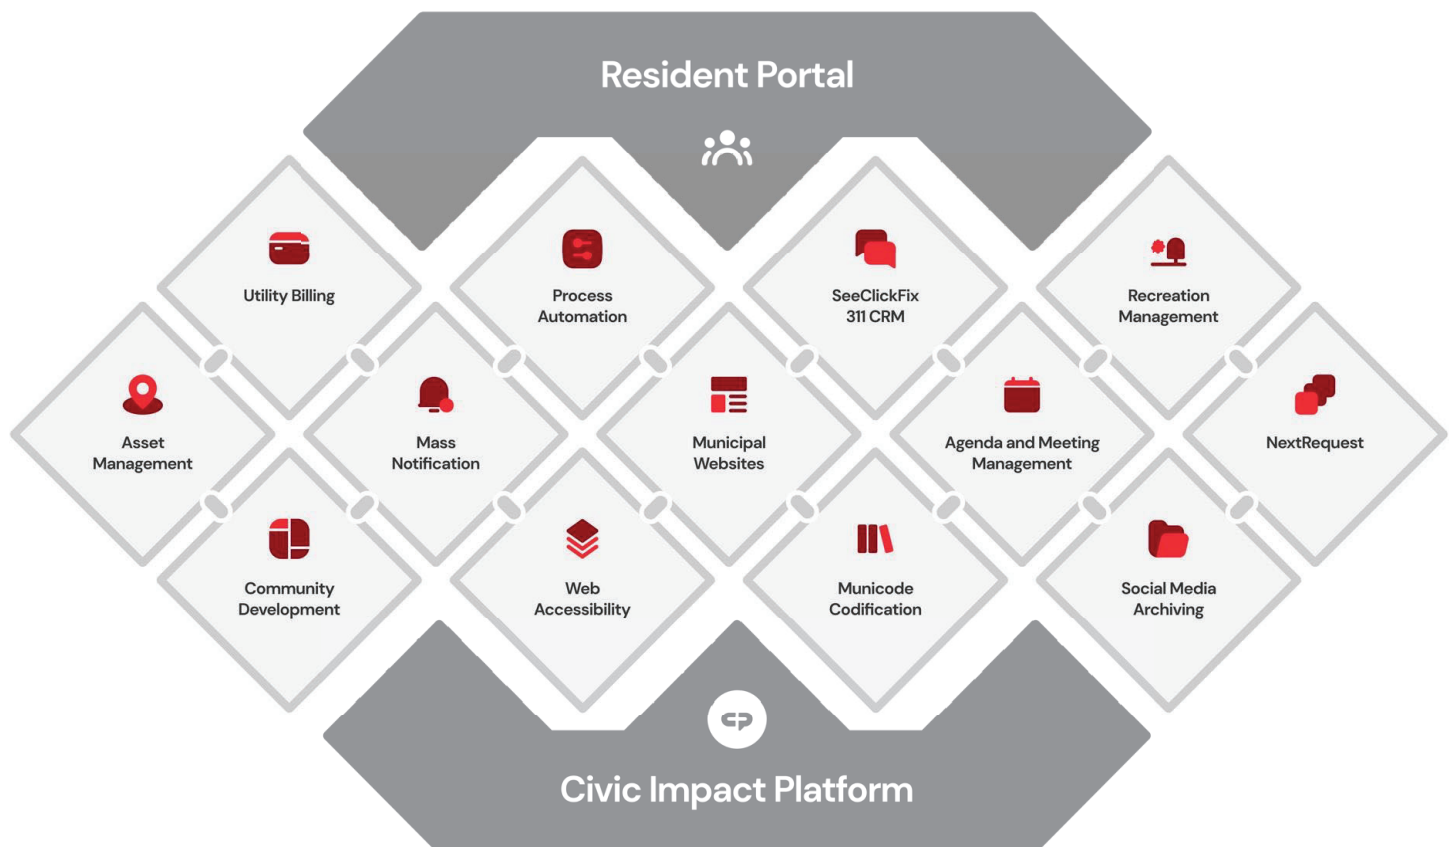 Resident Portal
Utility Billing
Process
Automation
SeeClickFix
311 CRM
Recreation
Management
Asset
Management
Mass
Notification
Municipal
Websites
Agenda and Meeting
Management
NextRequest
Community
Development
Web
Accessibility
Municode
Codification
Social Media
Archiving
CP
Civic Impact Platform